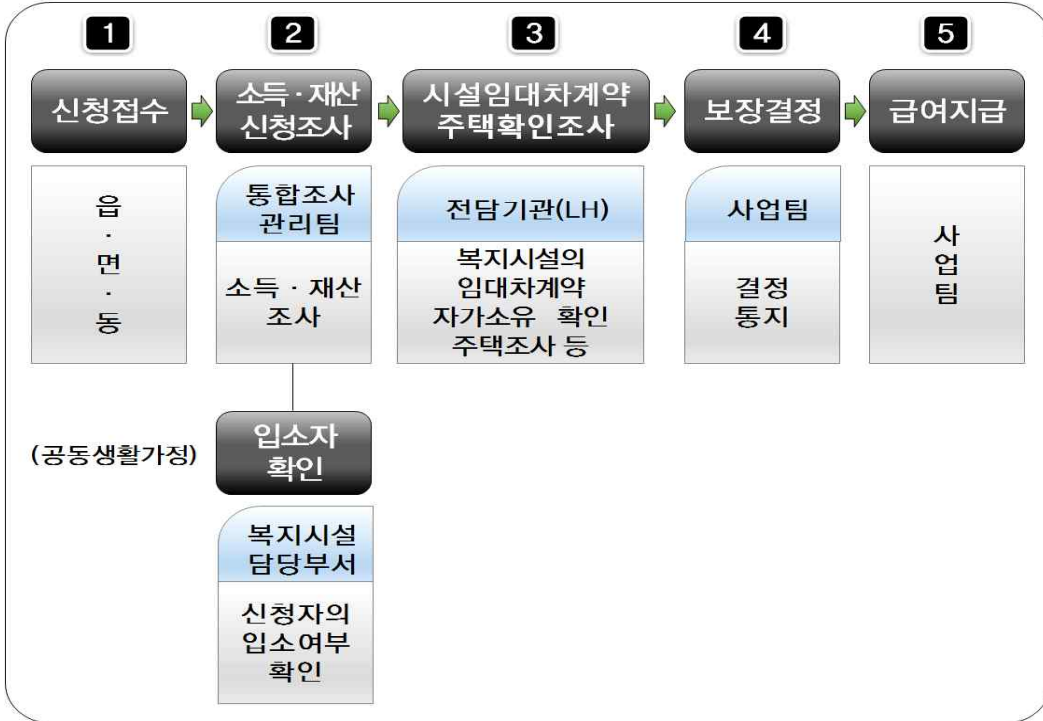 1
2
3
4
5
신청접수
소득·재산
신청조사
시설임대차계약
주택확인조사
보장결정
급여지급
읍
·
면
·
동
통합조사
관리팀
소득·재산
조사
전담기관(LH)
복지시설의
임대차계약
자가소유 확인
주택조사 등
사업팀
결정
통지
사
업
팀
(공동생활가정)
입소자
확인
복지시설
담당부서
신청자의
입소여부
확인